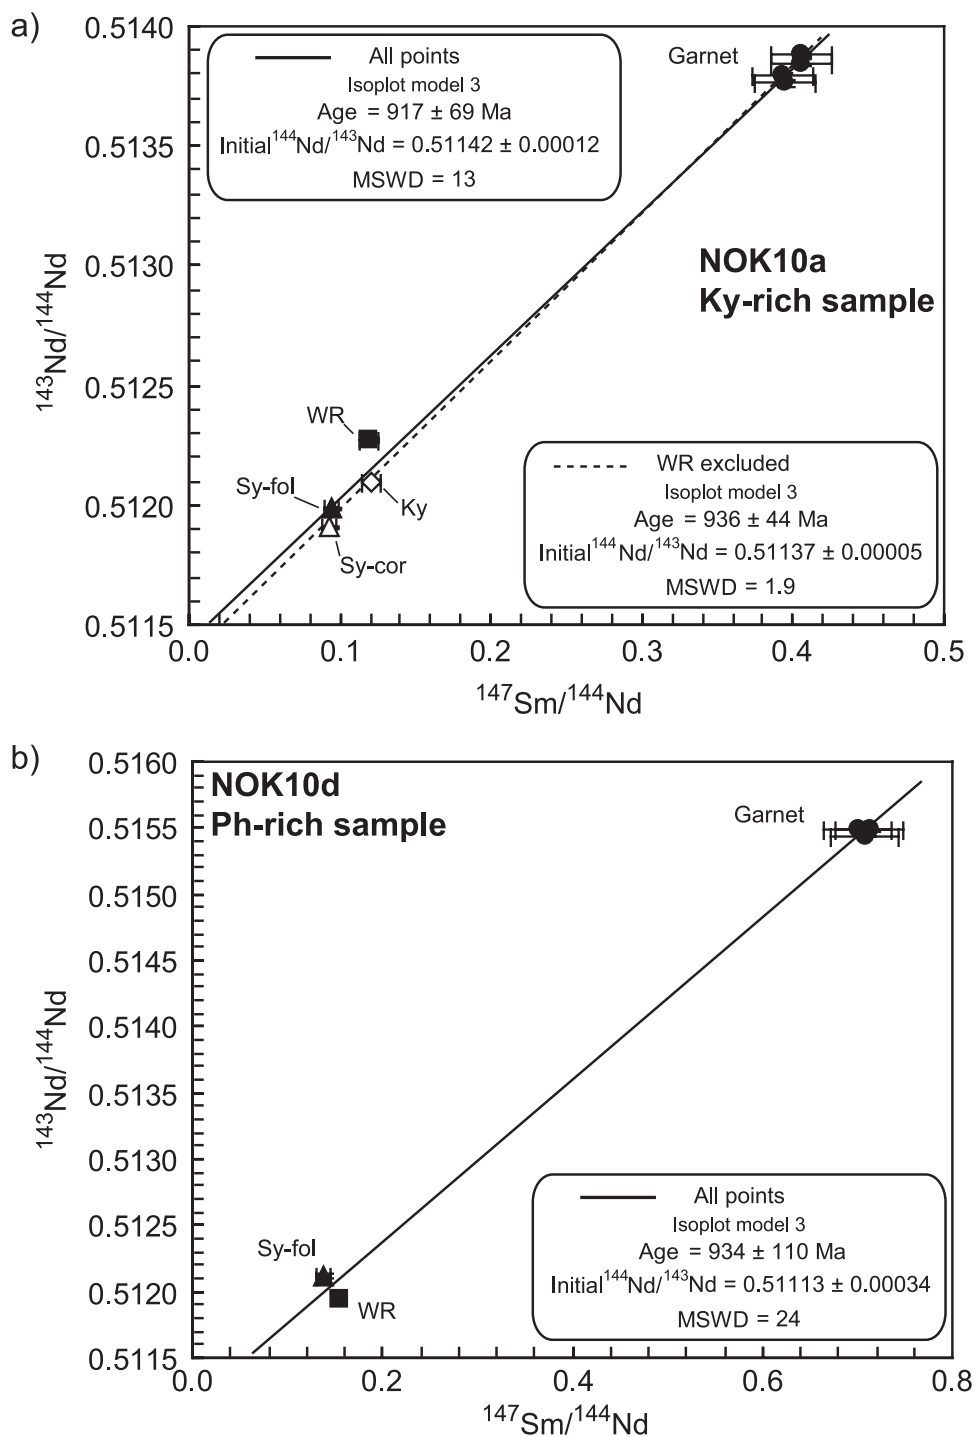 a)
0.5140
0.5135
0.5130
0.5125
0.5120
0.5115
143Nd/144Nd
All points
Isoplot model 3
Age = 917 ± 69 Ma
Initial144Nd/143Nd = 0.51142 ± 0.00012
MSWD = 13
Garnet
NOK10a
Ky-rich sample
WR
Sy-fol
Ky
Sy-cor
WR excluded
Isoplot model 3
Age = 936 ± 44 Ma
Initial144Nd/143Nd = 0.51137 ± 0.00005
MSWD = 1.9
0.0 0.1 0.2 0.3 0.4 0.5
147Sm/144Nd
b)
0.5160
0.5155
0.5150
0.5145
0.5140
0.5135
0.5130
0.5125
0.5120
0.5115
143Nd/144Nd
NOK10d
Ph-rich sample
Garnet
Sy-fol
WR
All points
Isoplot model 3
Age = 934 ± 110 Ma
Initial144Nd/143Nd = 0.51113 ± 0.00034
MSWD = 24
0.0 0.2 0.4 0.6 0.8
147Sm/144Nd